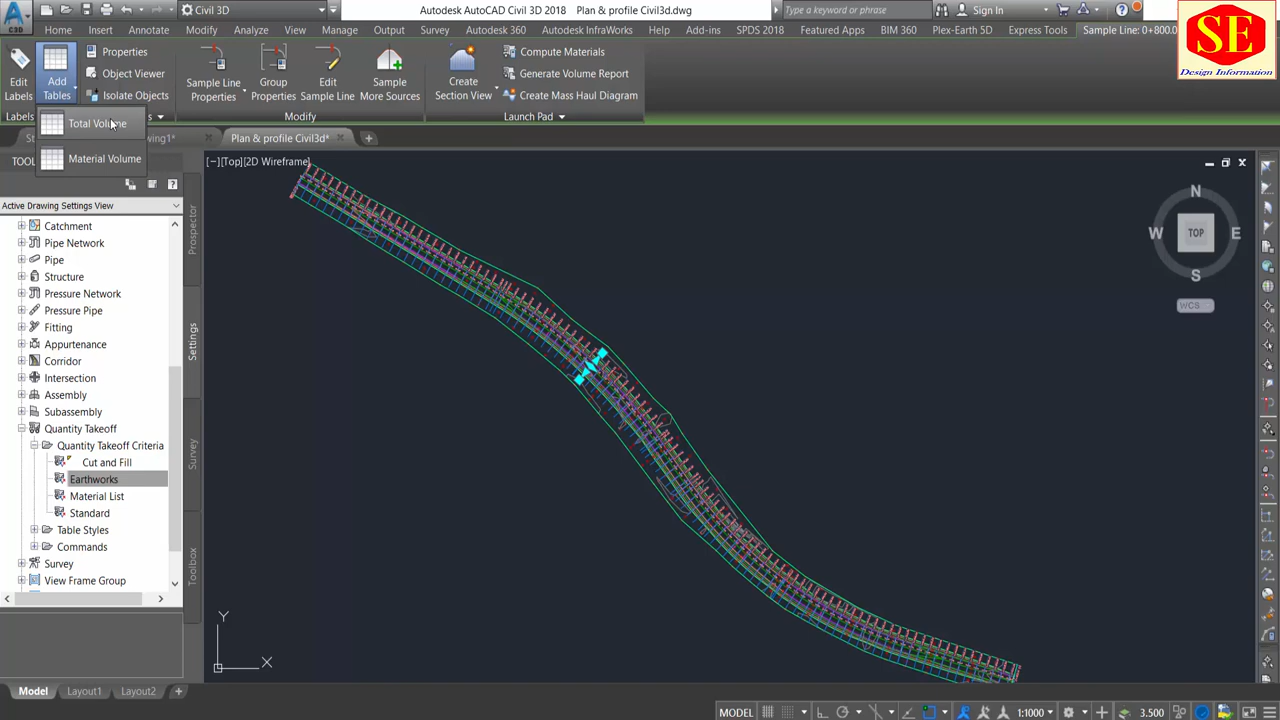 Civil 3D
Autodesk AutoCAD Civil 3D 2018 Plan & profile Civil3d.dwg
Type a keyword or phrase
Sign In
C3D
Home Insert Annotate Modify Analyze View Manage Output Survey Autodesk 360 Autodesk InfraWorks Help Add-ins SPDS 2018 Featured Apps BIM 360 Plex-Earth 5D Express Tools Sample Line: 0+800.0
SE
Design Information
Edit
Labels
Add
Tables
Properties
Object Viewer
Isolate Objects
Sample Line
Properties
Group
Properties
Edit
Sample Line
Sample
More Sources
Create
Section View
Compute Materials
Generate Volume Report
Create Mass Haul Diagram
Labels
Modify
Launch Pad
Total Volume
Material Volume
Plan & profile Civil3d*
TOOL
[−][Top][2D Wireframe]
Active Drawing Settings View
Catchment
Pipe Network
Pipe
Structure
Pressure Network
Pressure Pipe
Fitting
Appurtenance
Corridor
Intersection
Assembly
Subassembly
Quantity Takeoff
Quantity Takeoff Criteria
Cut and Fill
Earthworks
Material List
Standard
Table Styles
Commands
Survey
View Frame Group
Prospector
Settings
Survey
Toolbox
N
W TOP E
S
WCS
Y
X
Model Layout1 Layout2
MODEL
1:1000
3.500